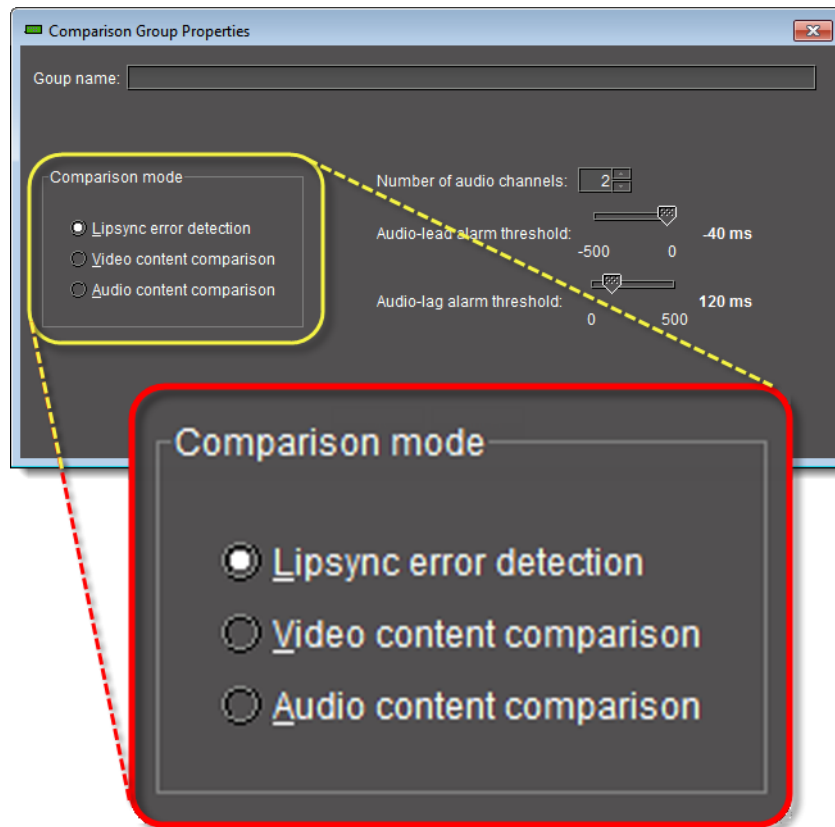 Comparison Group Properties
Goup name:
Comparison mode
Lipsync error detection
Video content comparison
Audio content comparison
Number of audio channels: 2
Audio-lead alarm threshold: -40 ms
-500 0
Audio-lag alarm threshold: 120 ms
0 500
Comparison mode
Lipsync error detection
Video content comparison
Audio content comparison